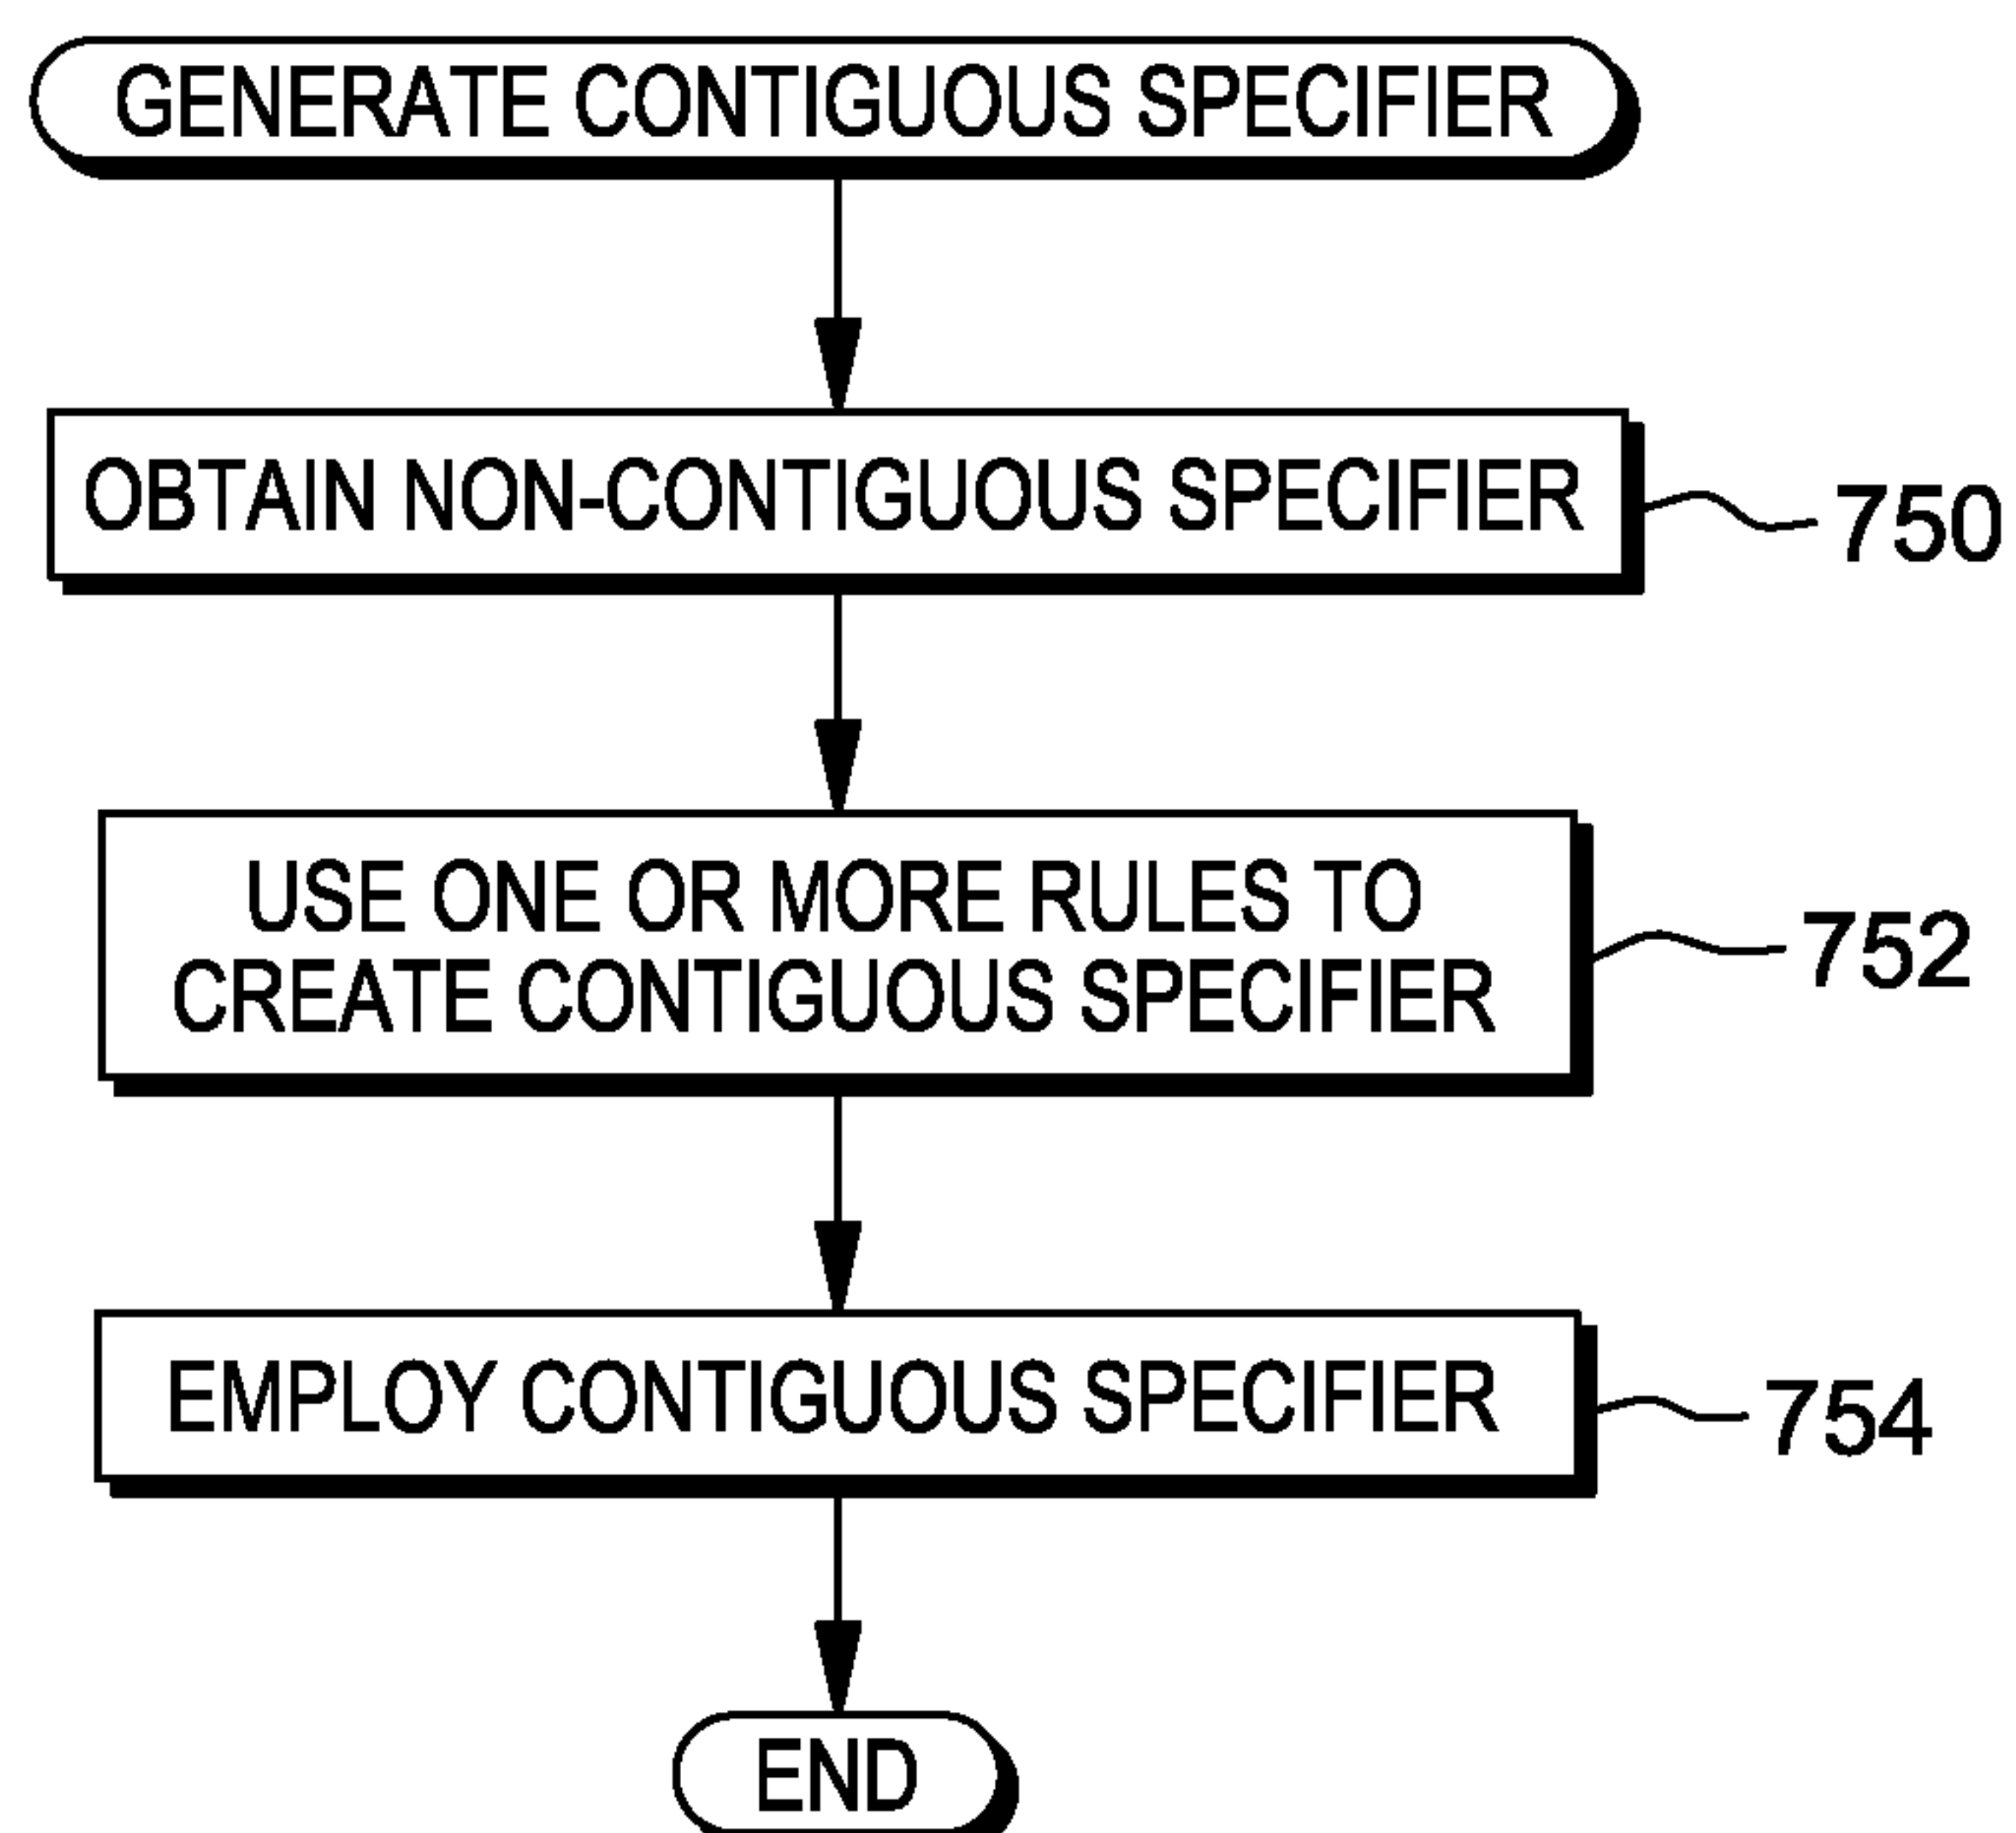 GENERATE CONTIGUOUS SPECIFIER
OBTAIN NON-CONTIGUOUS SPECIFIER
750
USE ONE OR MORE RULES TO
CREATE CONTIGUOUS SPECIFIER
752
EMPLOY CONTIGUOUS SPECIFIER
754
END